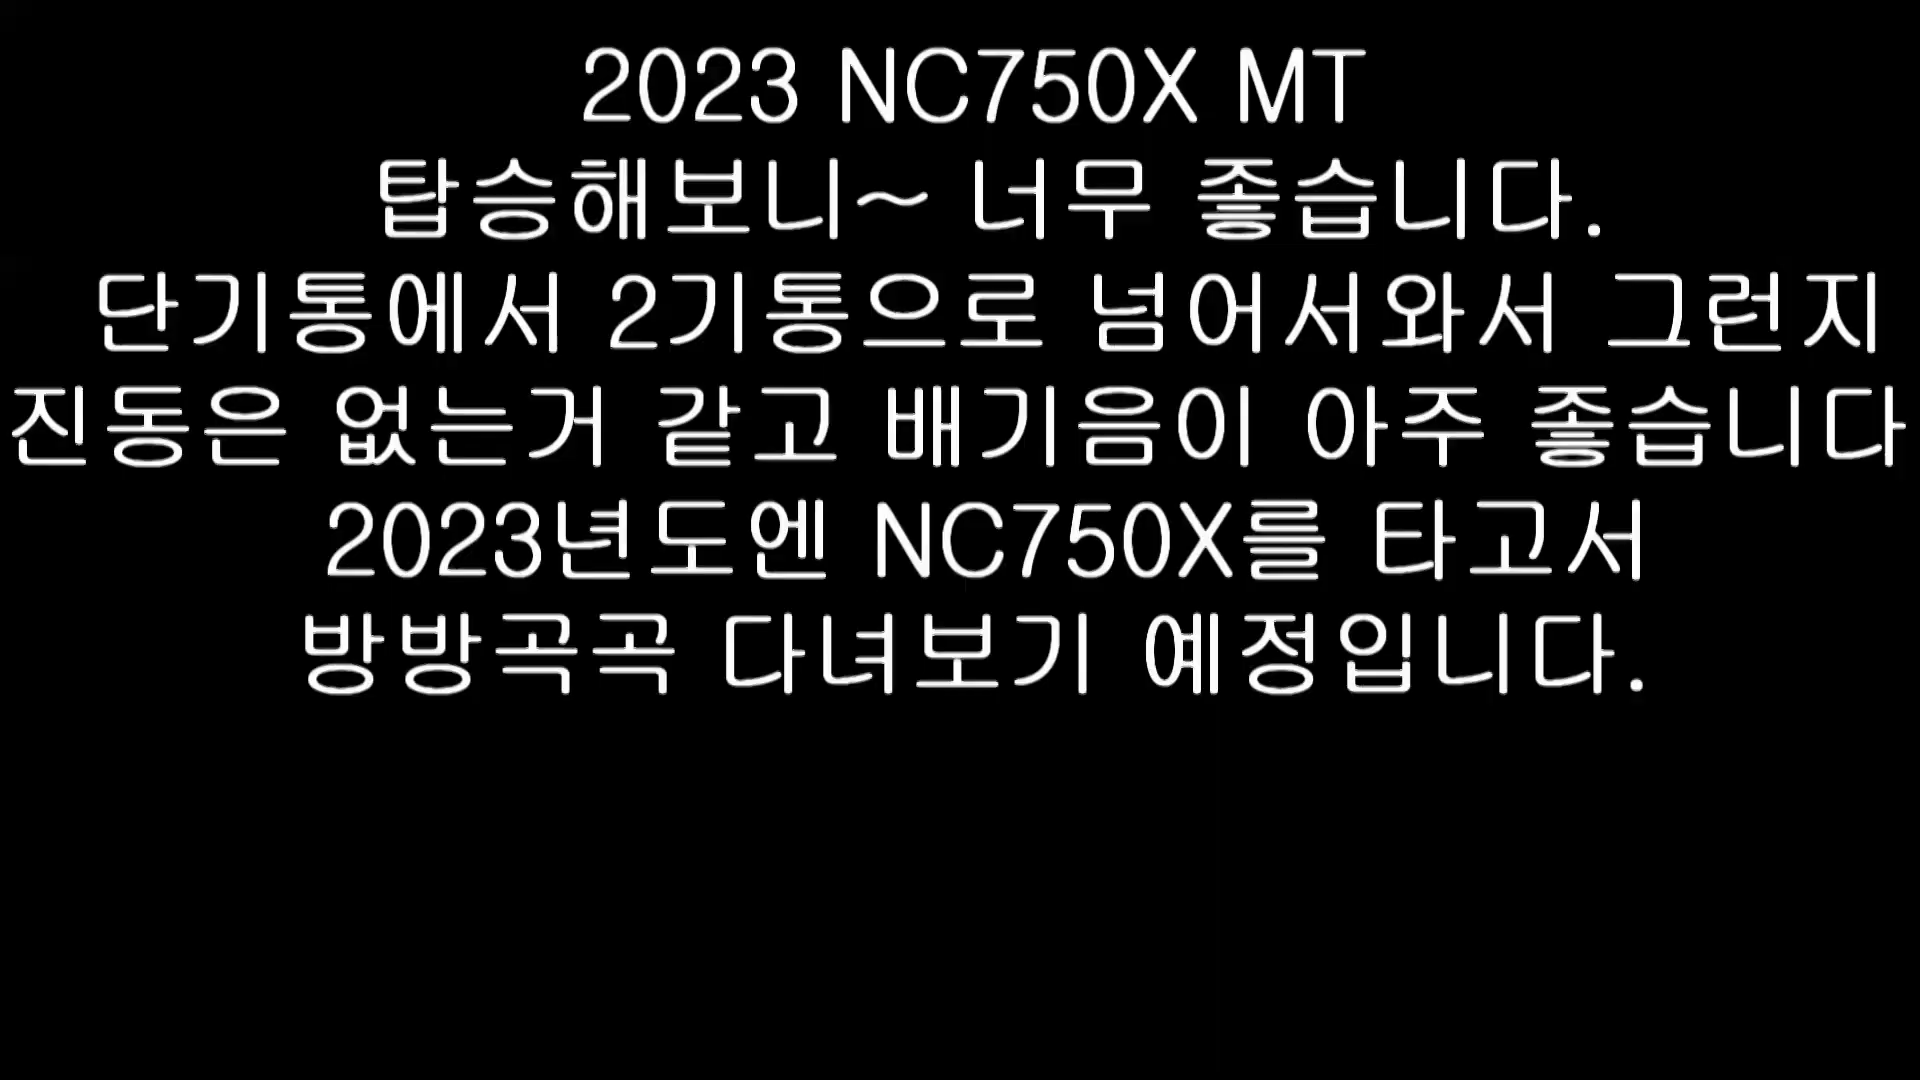 2023 NC750X MT
탑승해보니~ 너무 좋습니다.
단기통에서 2기통으로 넘어서와서 그런지
진동은 없는거 같고 배기음이 아주 좋습니다
2023년도엔 NC750X를 타고서
방방곡곡 다녀보기 예정입니다.